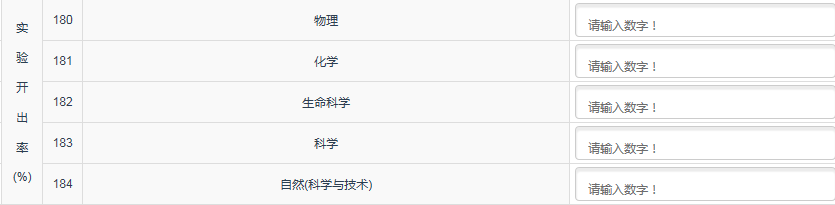 实验开出率(%)
180 物理 请输入数字！
181 化学 请输入数字！
182 生命科学 请输入数字！
183 科学 请输入数字！
184 自然(科学与技术) 请输入数字！